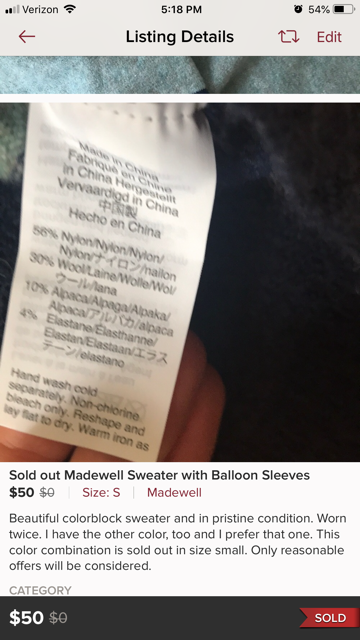 Verizon 5:18 PM 54%
Listing Details Edit
Made in China
Fabriqué en Chine
in China Hergestellt
Vervaardigd in China
中国製
Hecho en China
56% Nylon/Nylon/Nylon/
Nylon/ナイロン/nailon
30% Wool/Laine/Wolle/Wol/
ウール/lana
10% Alpaca/Alpaga/Alpaka/
Alpaca/アルパカ/alpaca
4% Elastane/Élasthanne/
Elastan/Elastaan/エラス
テーン/elastano
Hand wash cold
separately. Non-chlorine
bleach only. Reshape and
lay flat to dry. Warm iron as
Sold out Madewell Sweater with Balloon Sleeves
$50 $0 Size: S Madewell
Beautiful colorblock sweater and in pristine condition. Worn
twice. I have the other color, too and I prefer that one. This
color combination is sold out in size small. Only reasonable
offers will be considered.
CATEGORY
$50 $0 SOLD